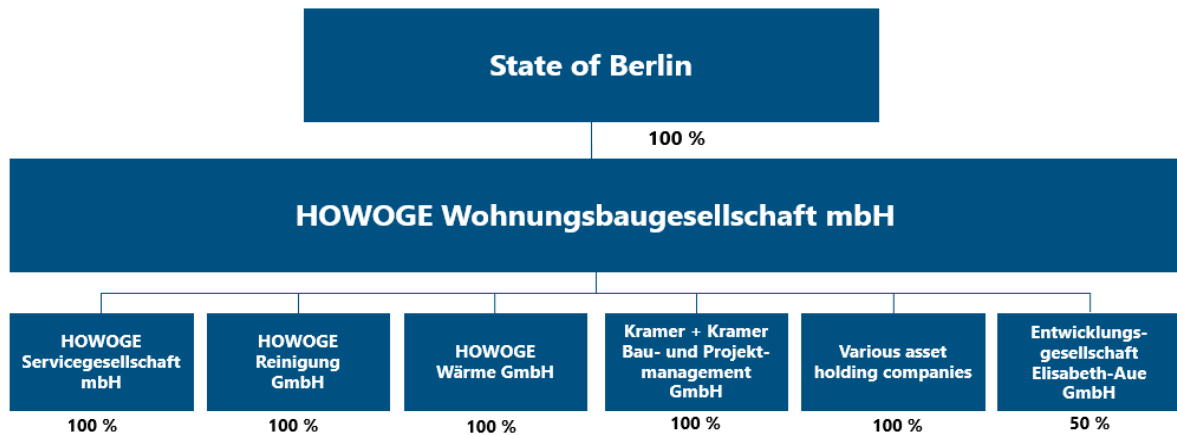 State of Berlin
100 %
HOWOGE Wohnungsbaugesellschaft mbH
HOWOGE
Servicegesellschaft
mbH
100 %
HOWOGE
Reinigung
GmbH
100 %
HOWOGE
Wärme GmbH
100 %
Kramer + Kramer
Bau- und Projekt-
management
GmbH
100 %
Various asset
holding companies
100 %
Entwicklungs-
gesellschaft
Elisabeth-Aue
GmbH
50 %